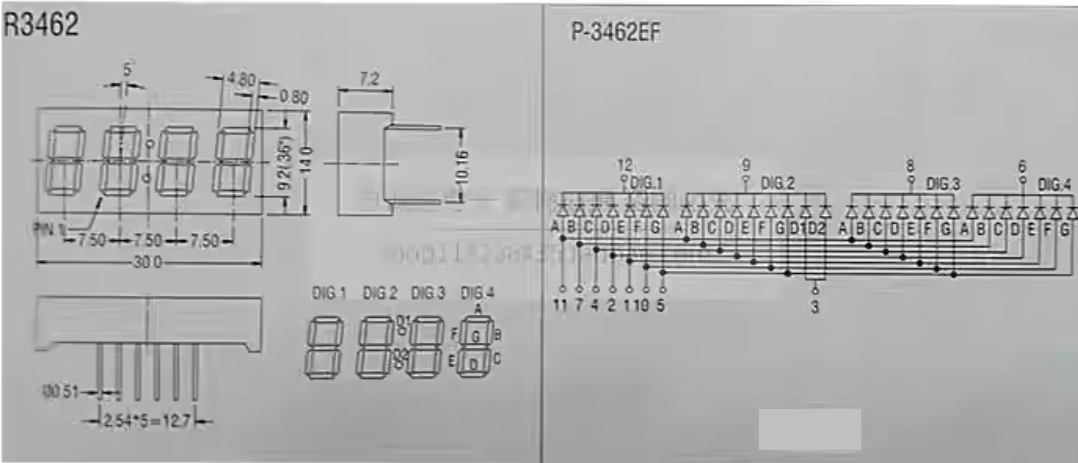 R3462
P-3462EF
5
4.80
0.80
7.2
9.2(36°)
14.0
10.16
PIN 1
7.50
7.50
7.50
30.0
12
9
8
6
DIG.1
DIG.2
DIG.3
DIG.4
A B C D E F G
A B C D E F G D1 D2
A B C D E F G
A B C D E F G
11 7 4 2 1 10 5
3
DIG.1 DIG.2 DIG.3 DIG.4
A
D1
F G B
D2
E D C
Ø0.51
2.54*5=12.7